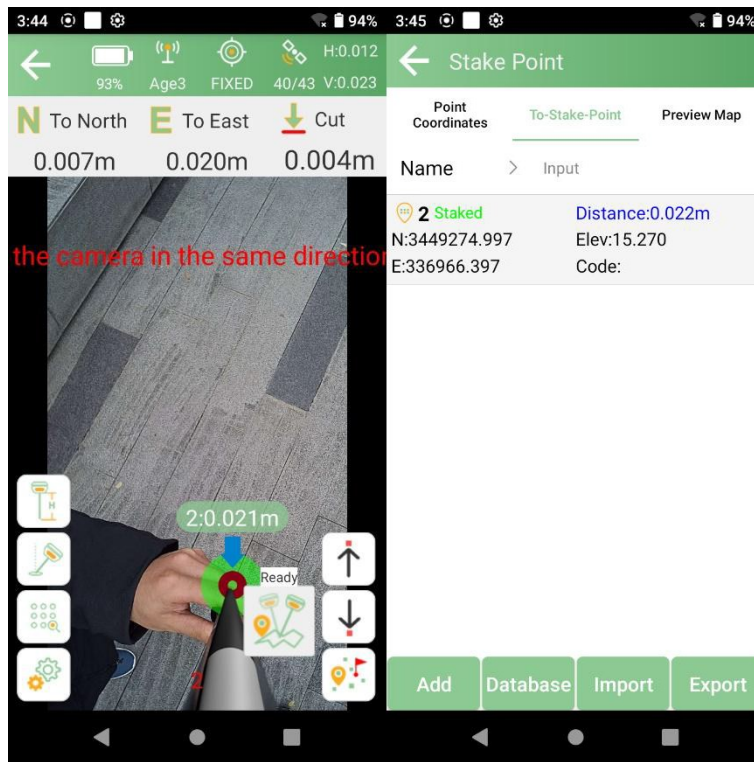 3:44
94%
93%
Age3
FIXED
40/43
H:0.012
V:0.023
N To North
E To East
Cut
0.007m
0.020m
0.004m
the camera in the same direction
H
2:0.021m
Ready
2
3:45
94%
Stake Point
Point
Coordinates
To-Stake-Point
Preview Map
Name
> Input
2 Staked
Distance:0.022m
N:3449274.997
Elev:15.270
E:336966.397
Code:
Add
Database
Import
Export